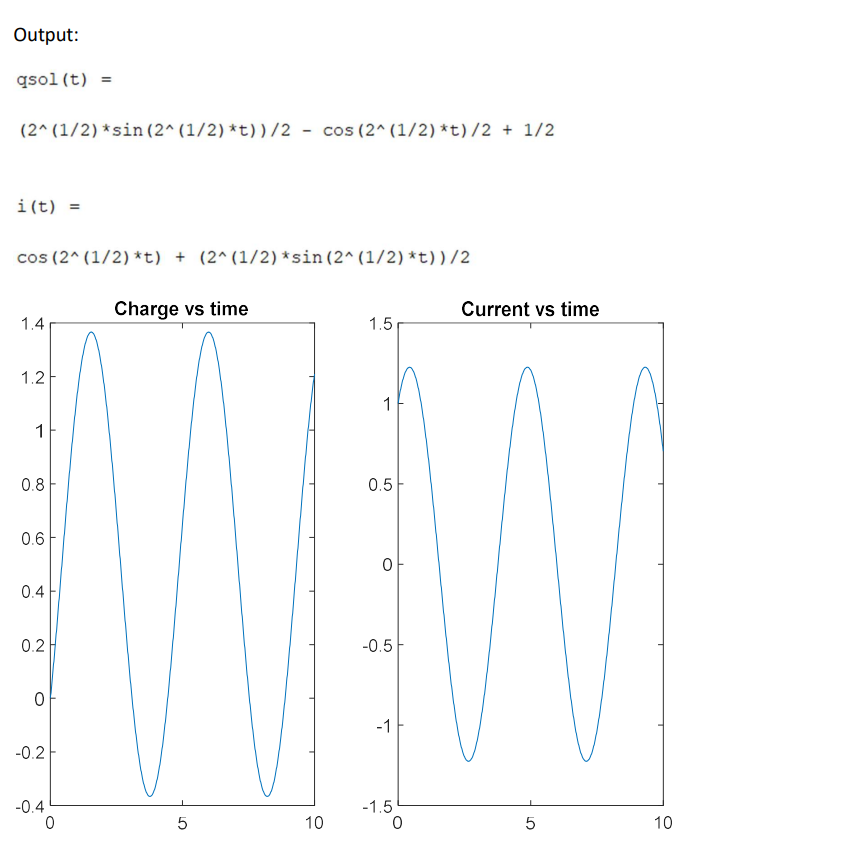 Output:
qsol(t) =
(2^(1/2)*sin(2^(1/2)*t))/2 - cos(2^(1/2)*t)/2 + 1/2
i(t) =
cos(2^(1/2)*t) + (2^(1/2)*sin(2^(1/2)*t))/2
Charge vs time
1.4
1.2
1
0.8
0.6
0.4
0.2
0
-0.2
-0.4
0 5 10
Current vs time
1.5
1
0.5
0
-0.5
-1
-1.5
0 5 10